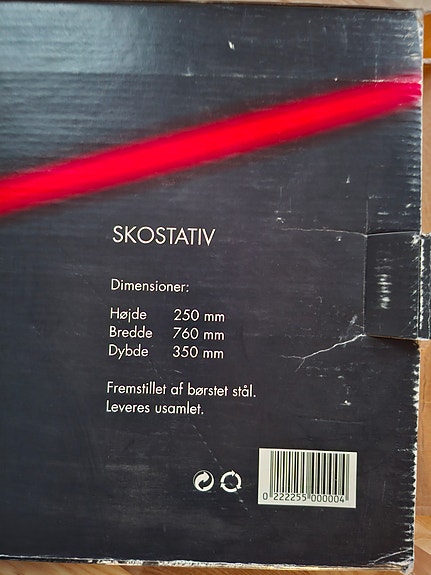 SKOSTATIV
Dimensioner:
Højde 250 mm
Bredde 760 mm
Dybde 350 mm
Fremstillet af børstet stål.
Leveres usamlet.
0 222255 000004